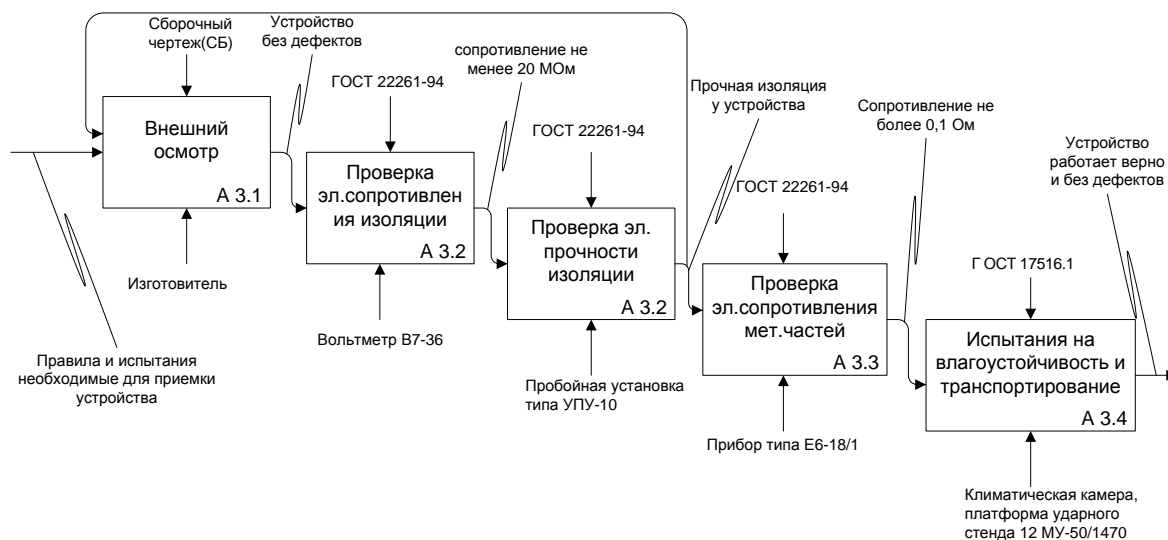 Сборочный
чертеж(СБ)
Устройство
без дефектов
ГОСТ 22261-94
сопротивление не
менее 20 МОм
ГОСТ 22261-94
Прочная изоляция
у устройства
ГОСТ 22261-94
Сопротивление не
более 0,1 Ом
Устройство
работает верно
и без дефектов
Г ОСТ 17516.1
Внешний
осмотр
А 3.1
Проверка
эл.сопротивлен
ия изоляции
А 3.2
Проверка эл.
прочности
изоляции
А 3.2
Проверка
эл.сопротивления
мет.частей
А 3.3
Испытания на
влагоустойчивость и
транспортирование
А 3.4
Изготовитель
Правила и испытания
необходимые для приемки
устройства
Вольтметр В7-36
Пробойная установка
типа УПУ-10
Прибор типа Е6-18/1
Климатическая камера,
платформа ударного
стенда 12 МУ-50/1470